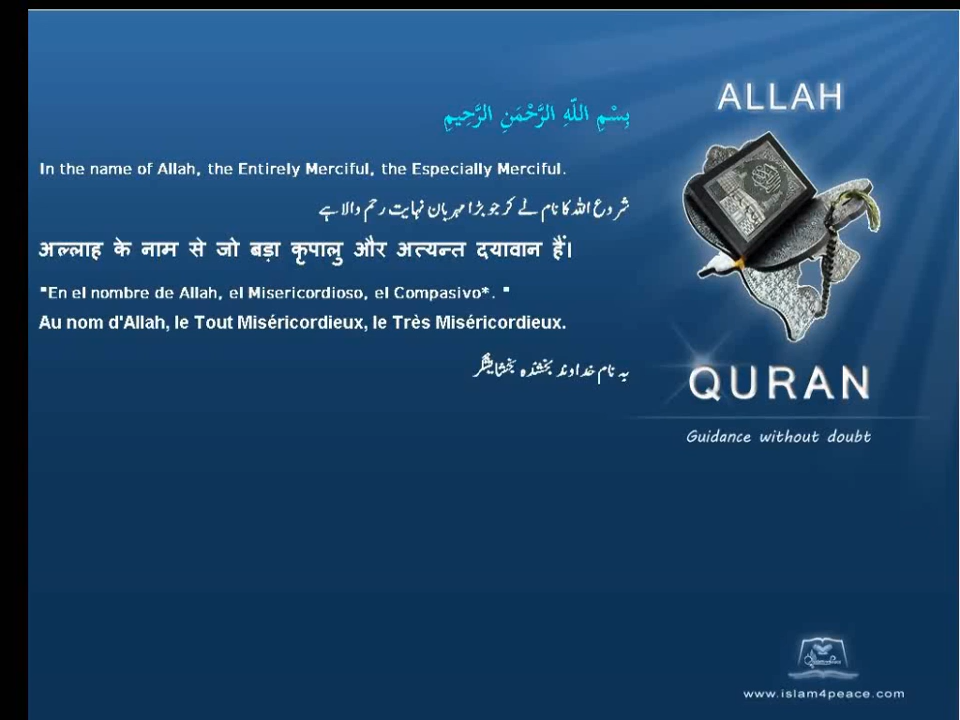 بِسْمِ اللّهِ الرَّحْمَنِ الرَّحِيمِ
In the name of Allah, the Entirely Merciful, the Especially Merciful.
شروع الله کا نام لے کر جو بڑا مہربان نہایت رحم والا ہے
अल्लाह के नाम से जो बड़ा कृपालु और अत्यन्त दयावान हैं।
"En el nombre de Allah, el Misericordioso, el Compasivo*. "
Au nom d'Allah, le Tout Miséricordieux, le Très Miséricordieux.
به نام خداوند بخشنده بخشایشگر
ALLAH
QURAN
Guidance without doubt
www.islam4peace.com